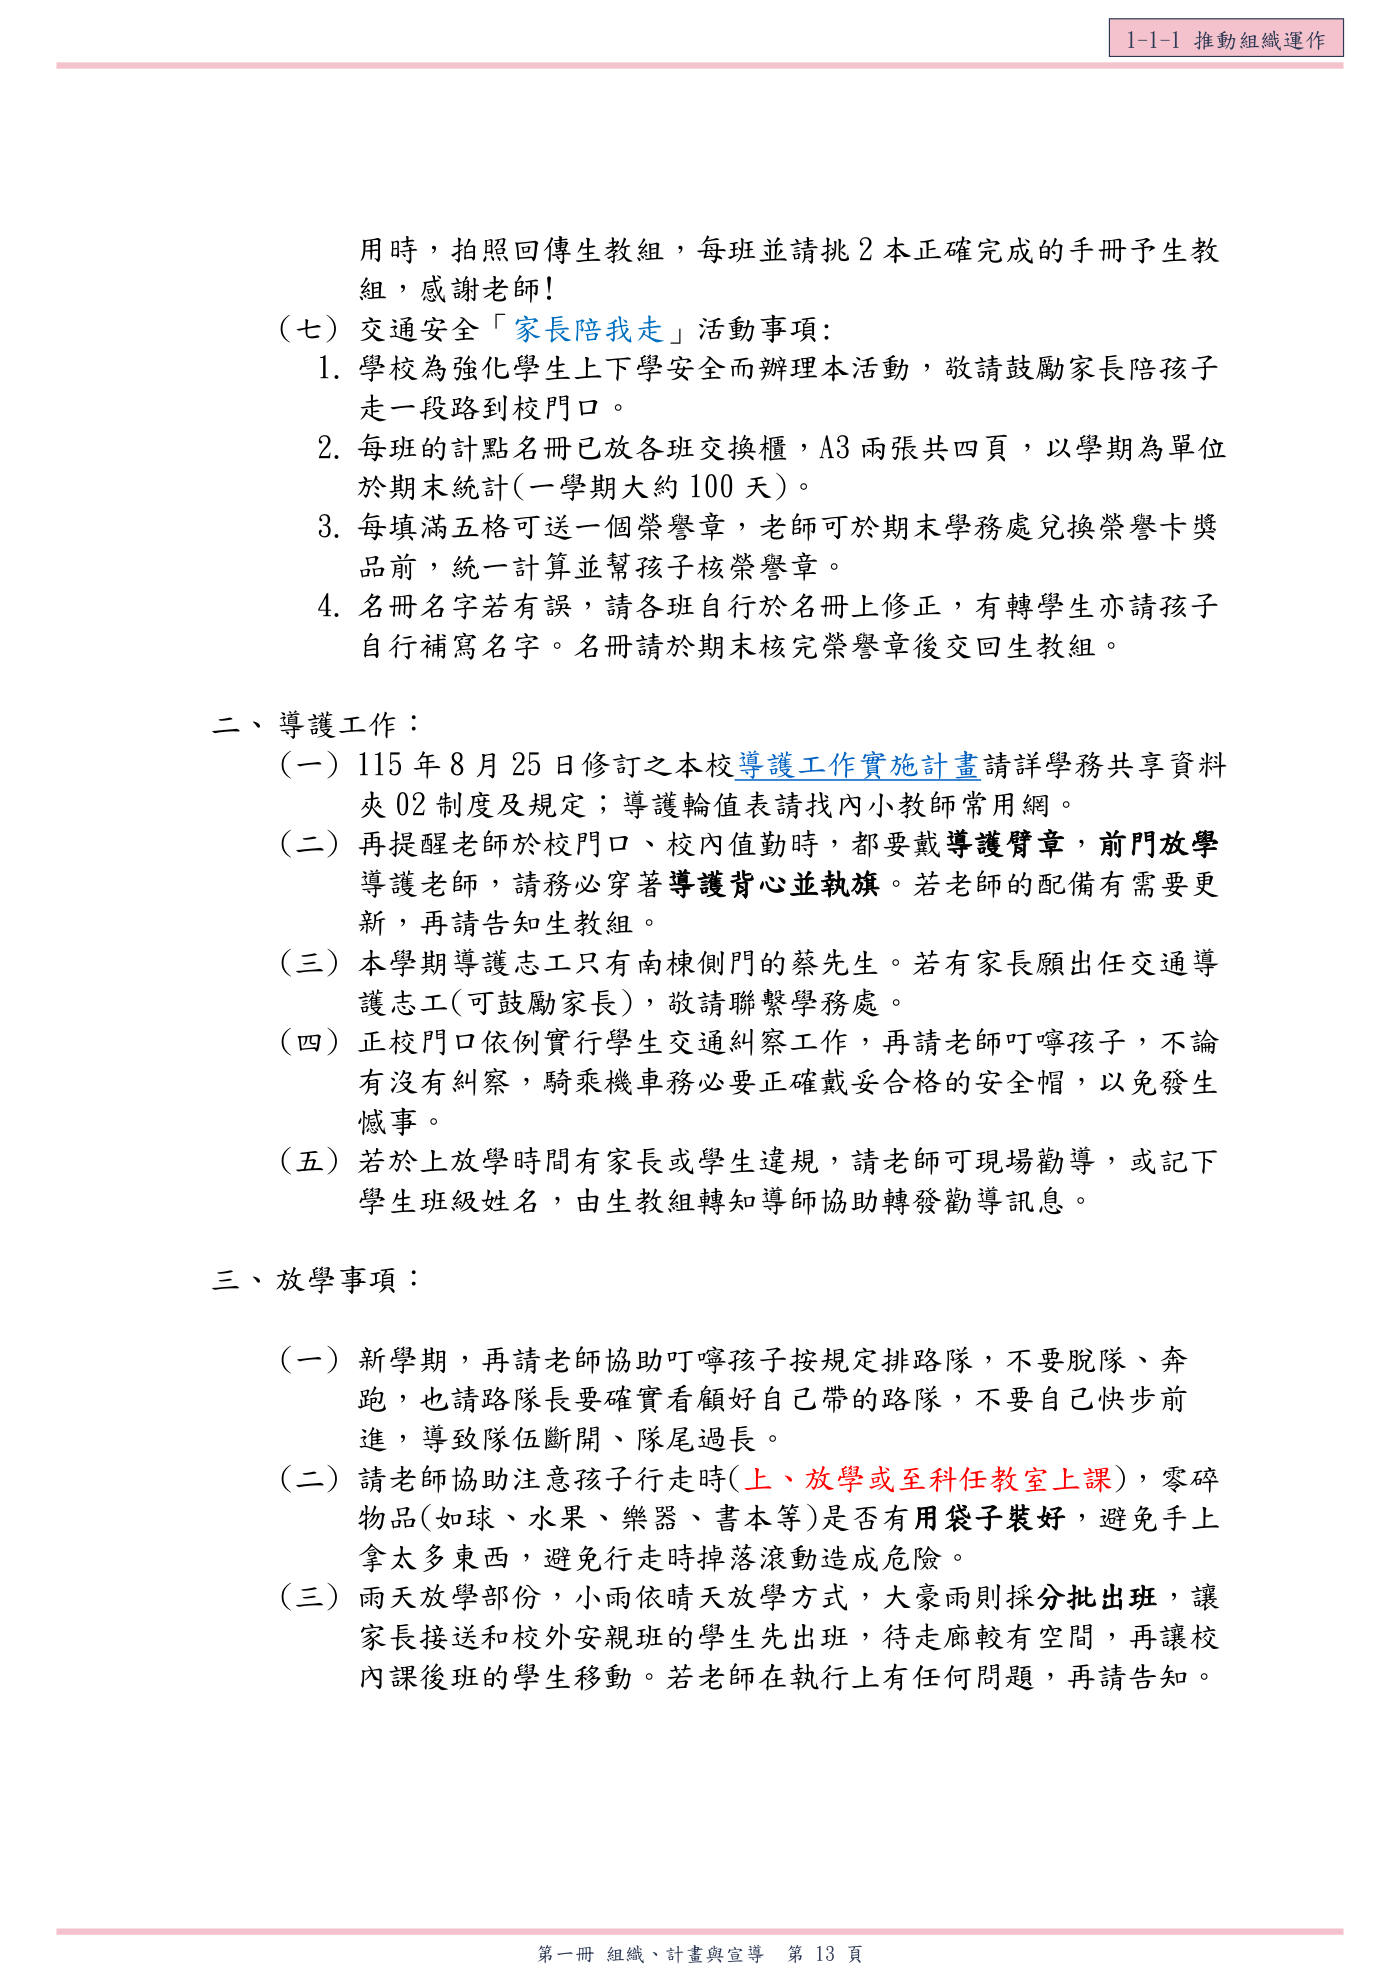 1-1-1 推動組織運作
用時，拍照回傳生教組，每班並請挑 2 本正確完成的手冊予生教
組，感謝老師!
(七) 交通安全「家長陪我走」活動事項:
1. 學校為強化學生上下學安全而辦理本活動，敬請鼓勵家長陪孩子
走一段路到校門口。
2. 每班的計點名冊已放各班交換櫃，A3 兩張共四頁，以學期為單位
於期末統計(一學期大約 100 天)。
3. 每填滿五格可送一個榮譽章，老師可於期末學務處兌換榮譽卡獎
品前，統一計算並幫孩子核榮譽章。
4. 名冊名字若有誤，請各班自行於名冊上修正，有轉學生亦請孩子
自行補寫名字。名冊請於期末核完榮譽章後交回生教組。
二、導護工作：
(一) 115 年 8 月 25 日修訂之本校導護工作實施計畫請詳學務共享資料
夾 02 制度及規定；導護輪值表請找內小教師常用網。
(二) 再提醒老師於校門口、校內值勤時，都要戴導護臂章，前門放學
導護老師，請務必穿著導護背心並執旗。若老師的配備有需要更
新，再請告知生教組。
(三) 本學期導護志工只有南棟側門的蔡先生。若有家長願出任交通導
護志工(可鼓勵家長)，敬請聯繫學務處。
(四) 正校門口依例實行學生交通糾察工作，再請老師叮嚀孩子，不論
有沒有糾察，騎乘機車務必要正確戴妥合格的安全帽，以免發生
憾事。
(五) 若於上放學時間有家長或學生違規，請老師可現場勸導，或記下
學生班級姓名，由生教組轉知導師協助轉發勸導訊息。
三、放學事項：
(一) 新學期，再請老師協助叮嚀孩子按規定排路隊，不要脫隊、奔
跑，也請路隊長要確實看顧好自己帶的路隊，不要自己快步前
進，導致隊伍斷開、隊尾過長。
(二) 請老師協助注意孩子行走時(上、放學或至科任教室上課)，零碎
物品(如球、水果、樂器、書本等)是否有用袋子裝好，避免手上
拿太多東西，避免行走時掉落滾動造成危險。
(三) 雨天放學部份，小雨依晴天放學方式，大豪雨則採分批出班，讓
家長接送和校外安親班的學生先出班，待走廊較有空間，再讓校
內課後班的學生移動。若老師在執行上有任何問題，再請告知。
第一冊 組織、計畫與宣導 第 13 頁